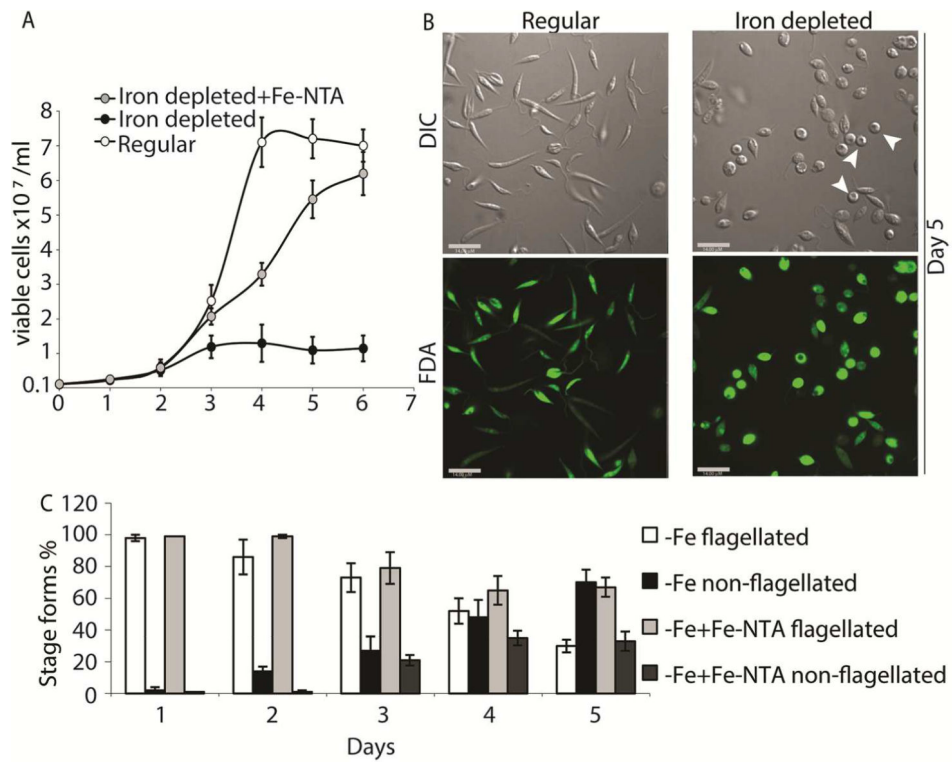 A
B
Regular
Iron depleted
Iron depleted+Fe-NTA
Iron depleted
Regular
viable cells x10 7 /ml
8
7
6
5
4
3
2
1
0.1
0 1 2 3 4 5 6 7
DIC
FDA
Day 5
C
Stage forms %
120
100
80
60
40
20
0
1 2 3 4 5
Days
-Fe flagellated
-Fe non-flagellated
-Fe+Fe-NTA flagellated
-Fe+Fe-NTA non-flagellated